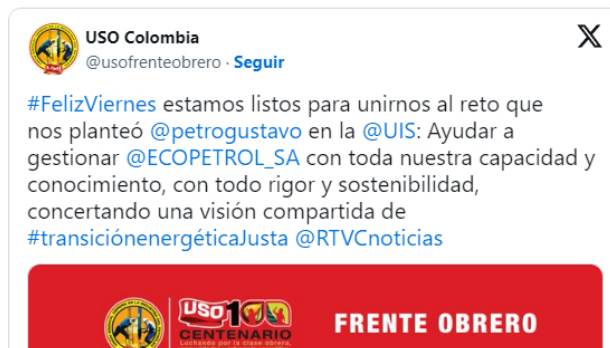 USO Colombia
@usofrenteobrero · Seguir
#FelizViernes estamos listos para unirnos al reto que
nos planteó @petrogustavo en la @UIS: Ayudar a
gestionar @ECOPETROL_SA con toda nuestra capacidad y
conocimiento, con todo rigor y sostenibilidad,
concertando una visión compartida de
#transiciónenergéticaJusta @RTVCnoticias
USO 100
CENTENARIO
Luchando por la clase obrera,
FRENTE OBRERO